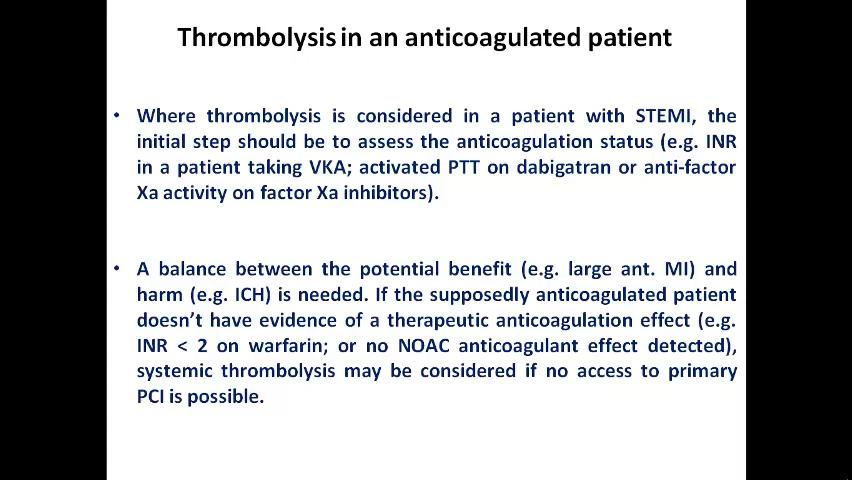 Thrombolysis in an anticoagulated patient
• Where thrombolysis is considered in a patient with STEMI, the
initial step should be to assess the anticoagulation status (e.g. INR
in a patient taking VKA; activated PTT on dabigatran or anti-factor
Xa activity on factor Xa inhibitors).
• A balance between the potential benefit (e.g. large ant. MI) and
harm (e.g. ICH) is needed. If the supposedly anticoagulated patient
doesn't have evidence of a therapeutic anticoagulation effect (e.g.
INR < 2 on warfarin; or no NOAC anticoagulant effect detected),
systemic thrombolysis may be considered if no access to primary
PCI is possible.